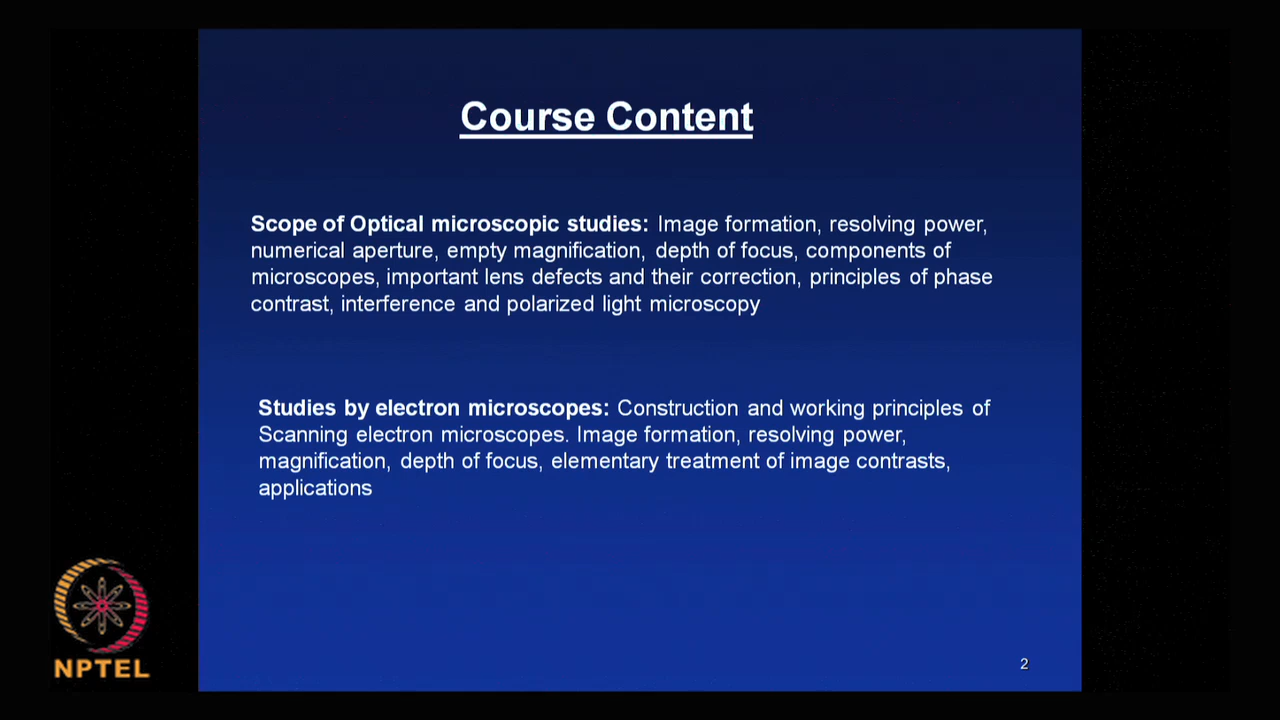 Course Content
Scope of Optical microscopic studies: Image formation, resolving power,
numerical aperture, empty magnification, depth of focus, components of
microscopes, important lens defects and their correction, principles of phase
contrast, interference and polarized light microscopy
Studies by electron microscopes: Construction and working principles of
Scanning electron microscopes. Image formation, resolving power,
magnification, depth of focus, elementary treatment of image contrasts,
applications
NPTEL
2